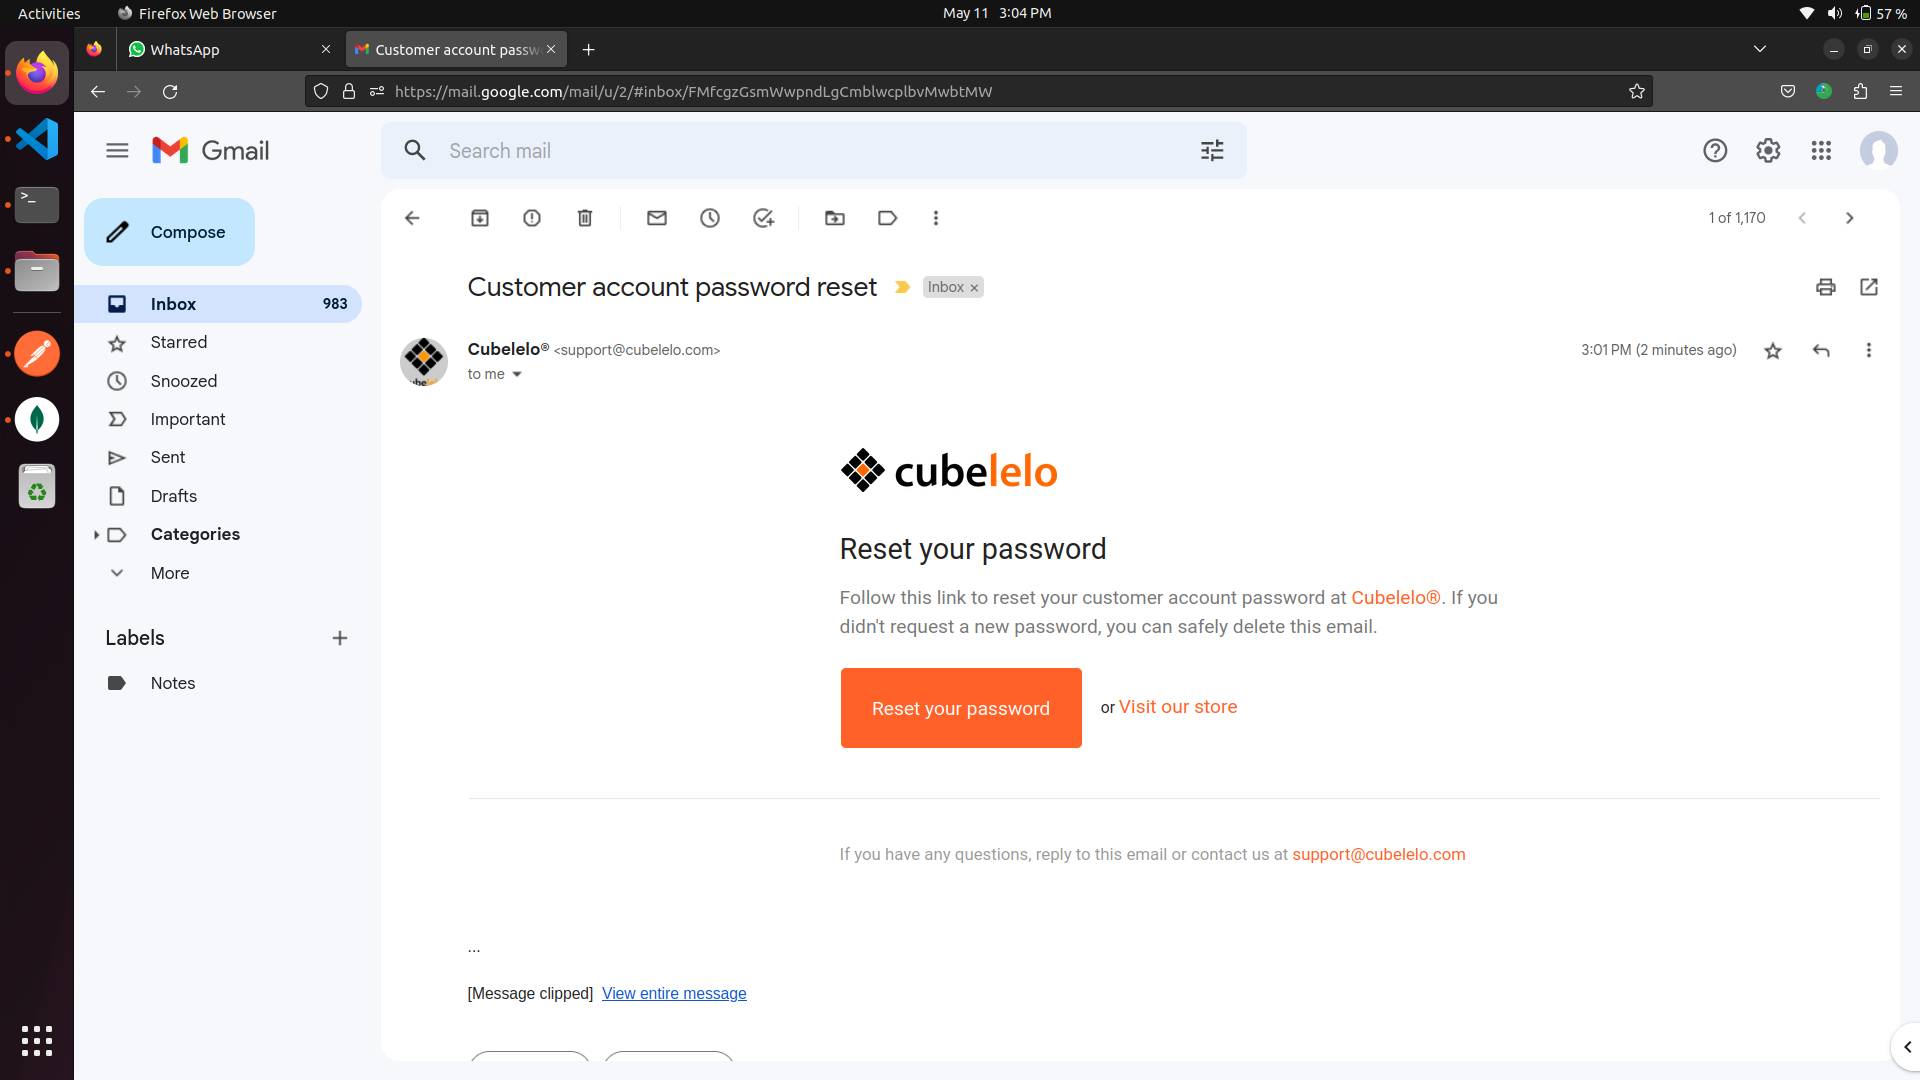 Activities
Firefox Web Browser
May 11 3:04 PM
57 %
WhatsApp
Customer account passw
https://mail.google.com/mail/u/2/#inbox/FMfcgzGsmWwpndLgCmblwcplbvMwbtMW
Gmail
Search mail
Compose
1 of 1,170
Inbox 983
Starred
Snoozed
Important
Sent
Drafts
Categories
More
Labels
Notes
Customer account password reset
Inbox
Cubelelo® <support@cubelelo.com>
3:01 PM (2 minutes ago)
to me
cubelelo
Reset your password
Follow this link to reset your customer account password at Cubelelo®. If you
didn't request a new password, you can safely delete this email.
Reset your password
or Visit our store
If you have any questions, reply to this email or contact us at support@cubelelo.com
...
[Message clipped] View entire message